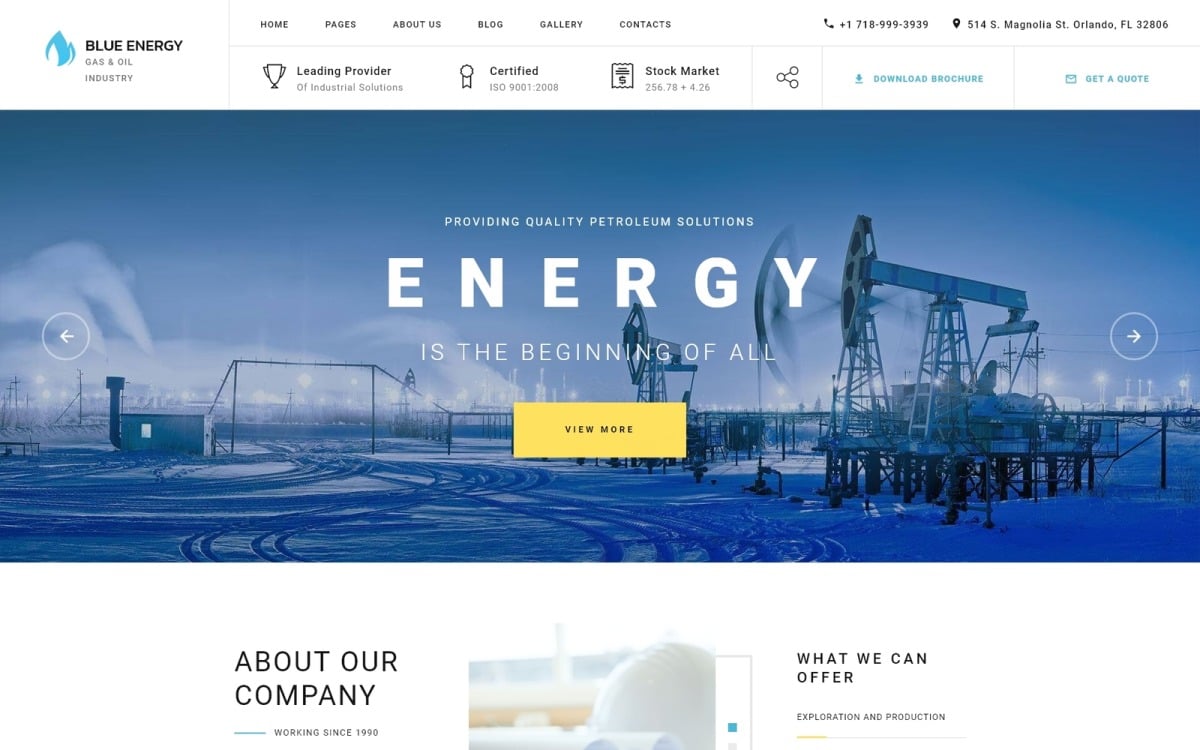 BLUE ENERGY
GAS & OIL
INDUSTRY
HOME PAGES ABOUT US BLOG GALLERY CONTACTS
+1 718-999-3939 514 S. Magnolia St. Orlando, FL 32806
Leading Provider
Of Industrial Solutions
Certified
ISO 9001:2008
Stock Market
256.78 + 4.26
DOWNLOAD BROCHURE
GET A QUOTE
PROVIDING QUALITY PETROLEUM SOLUTIONS
ENERGY
IS THE BEGINNING OF ALL
VIEW MORE
ABOUT OUR
COMPANY
WORKING SINCE 1990
WHAT WE CAN
OFFER
EXPLORATION AND PRODUCTION